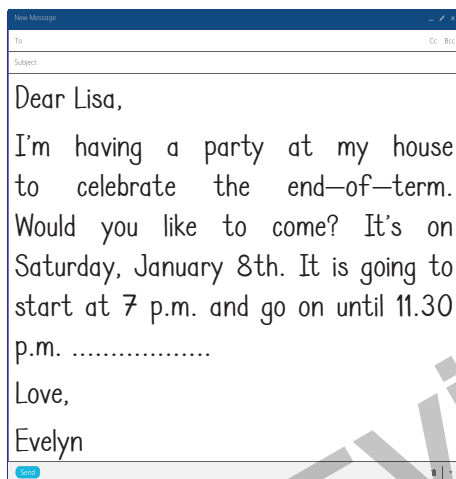 New Message
To Cc Bcc
Subject
Dear Lisa,
I'm having a party at my house
to celebrate the end—of—term.
Would you like to come? It's on
Saturday, January 8th. It is going to
start at 7 p.m. and go on until 11.30
p.m. ..................
Love,
Evelyn
Send